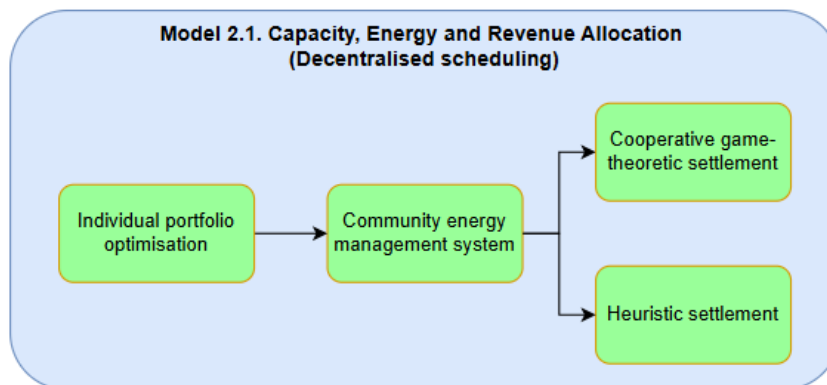 Model 2.1. Capacity, Energy and Revenue Allocation
(Decentralised scheduling)
Individual portfolio
optimisation
Community energy
management system
Cooperative game-
theoretic settlement
Heuristic settlement